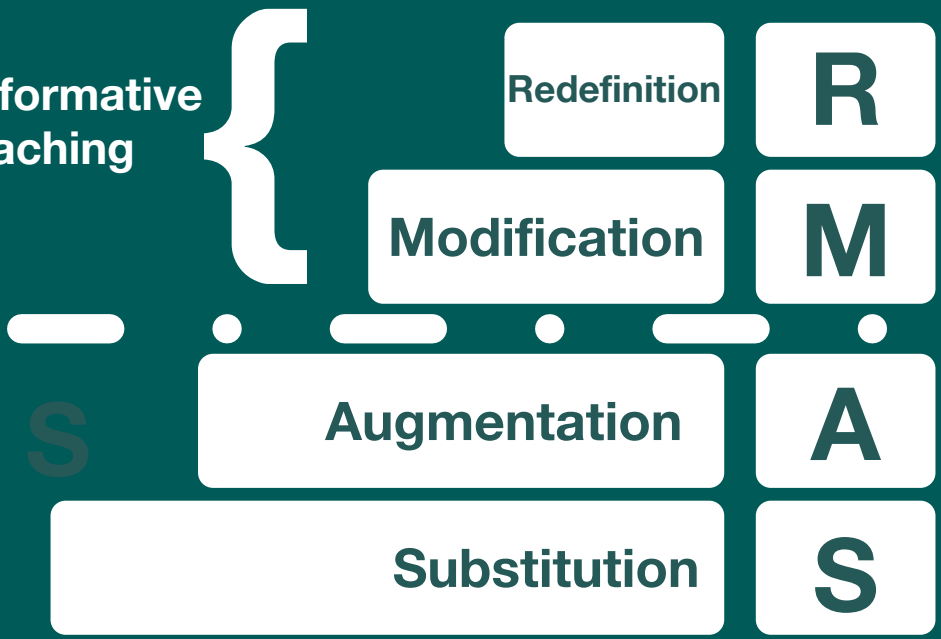 formative
aching
Redefinition
R
Modification
M
Augmentation
A
S
Substitution
S